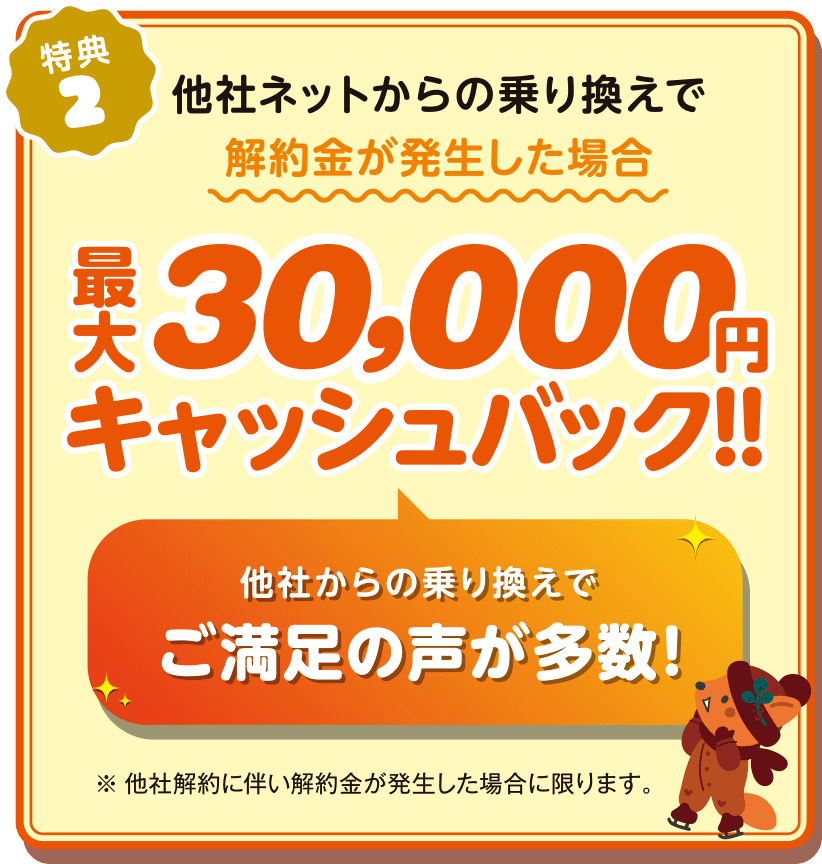 特典
2
他社ネットからの乗り換えで
解約金が発生した場合
最大30,000円
キャッシュバック!!
他社からの乗り換えで
ご満足の声が多数!
※ 他社解約に伴い解約金が発生した場合に限ります。